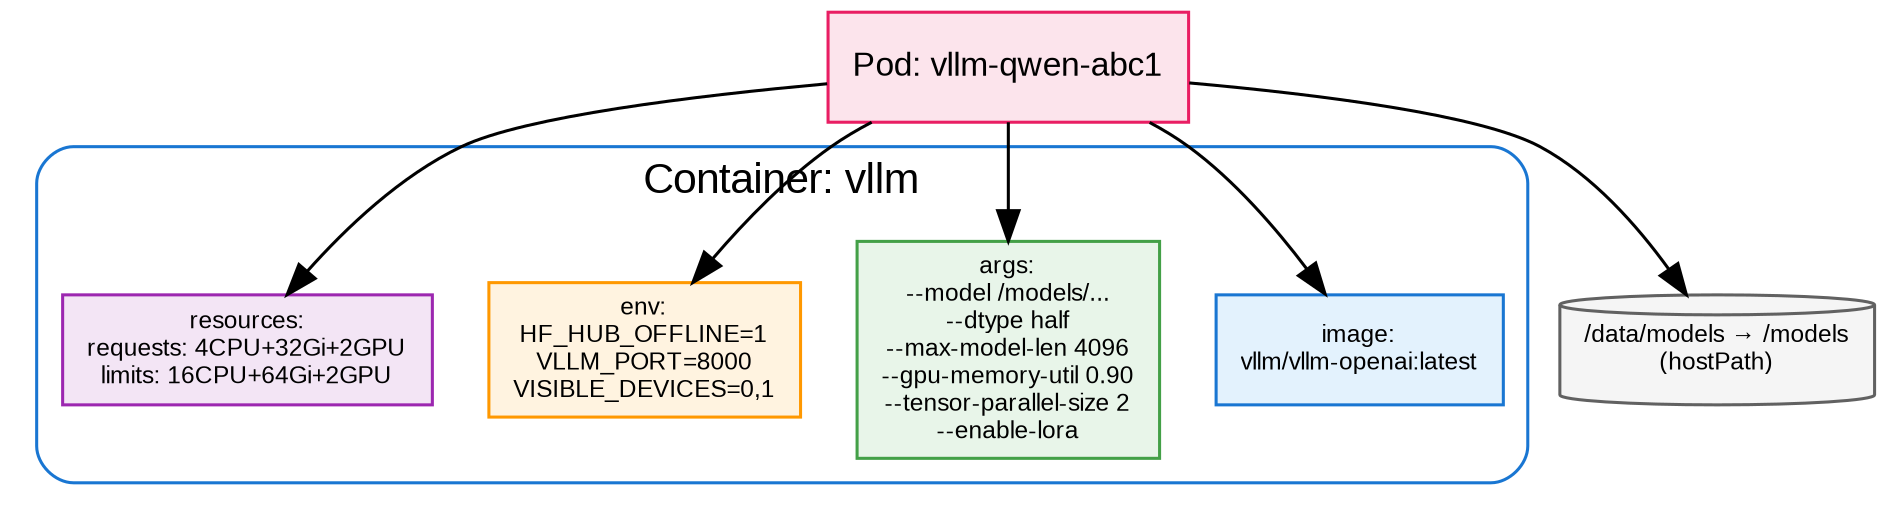 Pod: vllm-qwen-abc1
Container: vllm
resources:
requests: 4CPU+32Gi+2GPU
limits: 16CPU+64Gi+2GPU
env:
HF_HUB_OFFLINE=1
VLLM_PORT=8000
VISIBLE_DEVICES=0,1
args:
--model /models/...
--dtype half
--max-model-len 4096
--gpu-memory-util 0.90
--tensor-parallel-size 2
--enable-lora
image:
vllm/vllm-openai:latest
/data/models → /models
(hostPath)